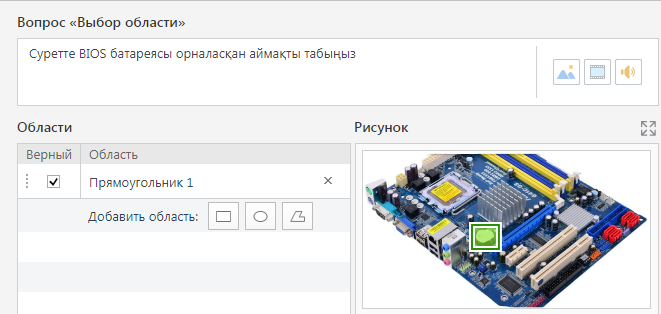 Вопрос «Выбор области»
Суретте BIOS батареясы орналасқан аймақты табыңыз
Области
Рисунок
Верный Область
Прямоугольник 1
Добавить область: